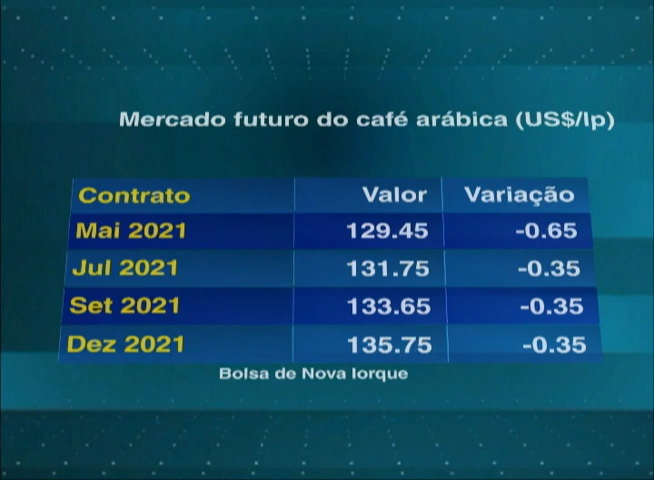 Mercado futuro do café arábica (US$/lp)
Contrato Valor Variação
Mai 2021 129.45 -0.65
Jul 2021 131.75 -0.35
Set 2021 133.65 -0.35
Dez 2021 135.75 -0.35
Bolsa de Nova Iorque